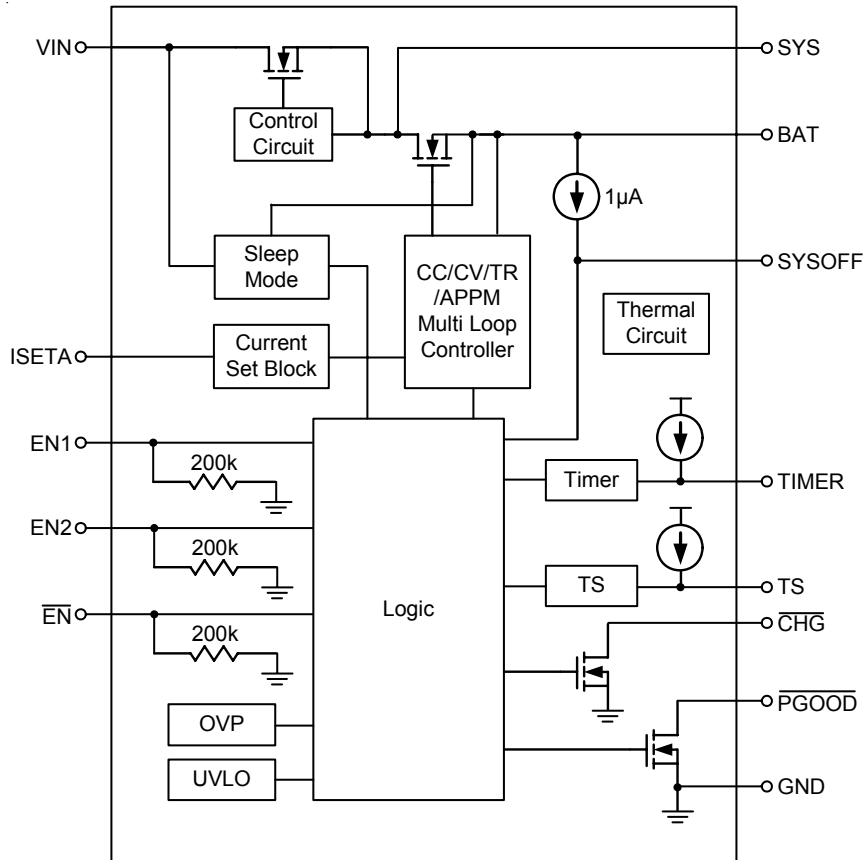 VIN
SYS
Control
Circuit
BAT
1µA
Sleep
Mode
CC/CV/TR
/APPM
Multi Loop
Controller
SYSOFF
Thermal
Circuit
ISETA
Current
Set Block
EN1
200k
Timer
TIMER
EN2
200k
TS
TS
EN
200k
Logic
CHG
OVP
PGOOD
UVLO
GND